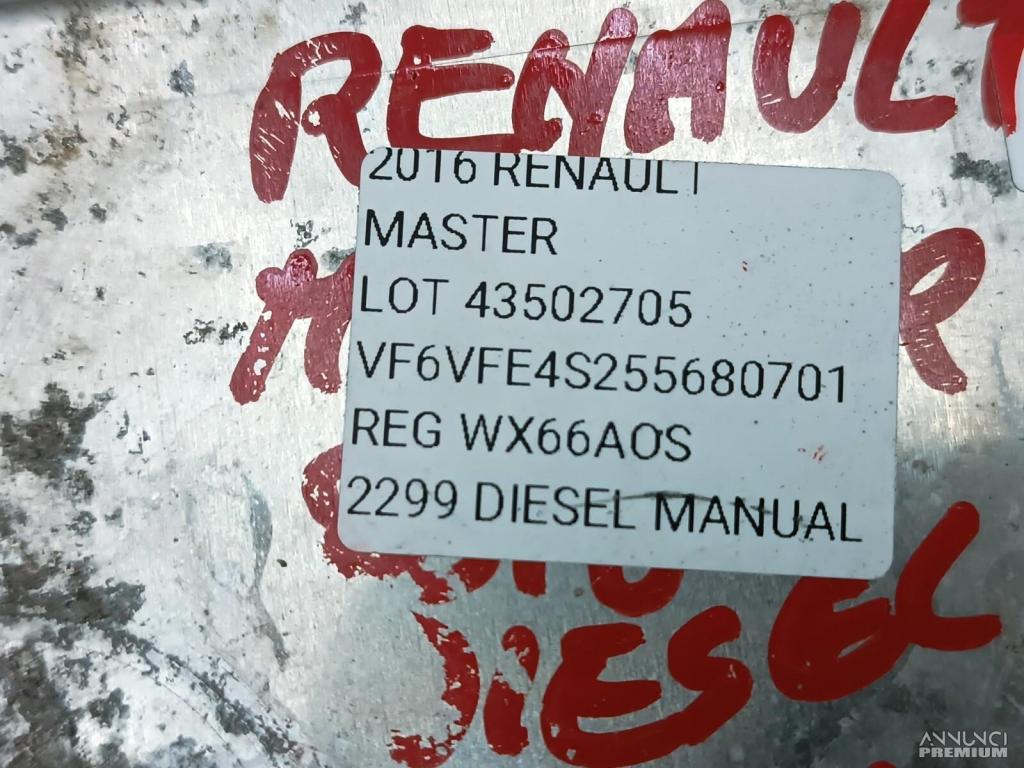 RENAULT
2016 RENAULT
MASTER
LOT 43502705
VF6VFE4S255680701
REG WX66AOS
2299 DIESEL MANUAL
DIESEL
ANNUNCI
PREMIUM